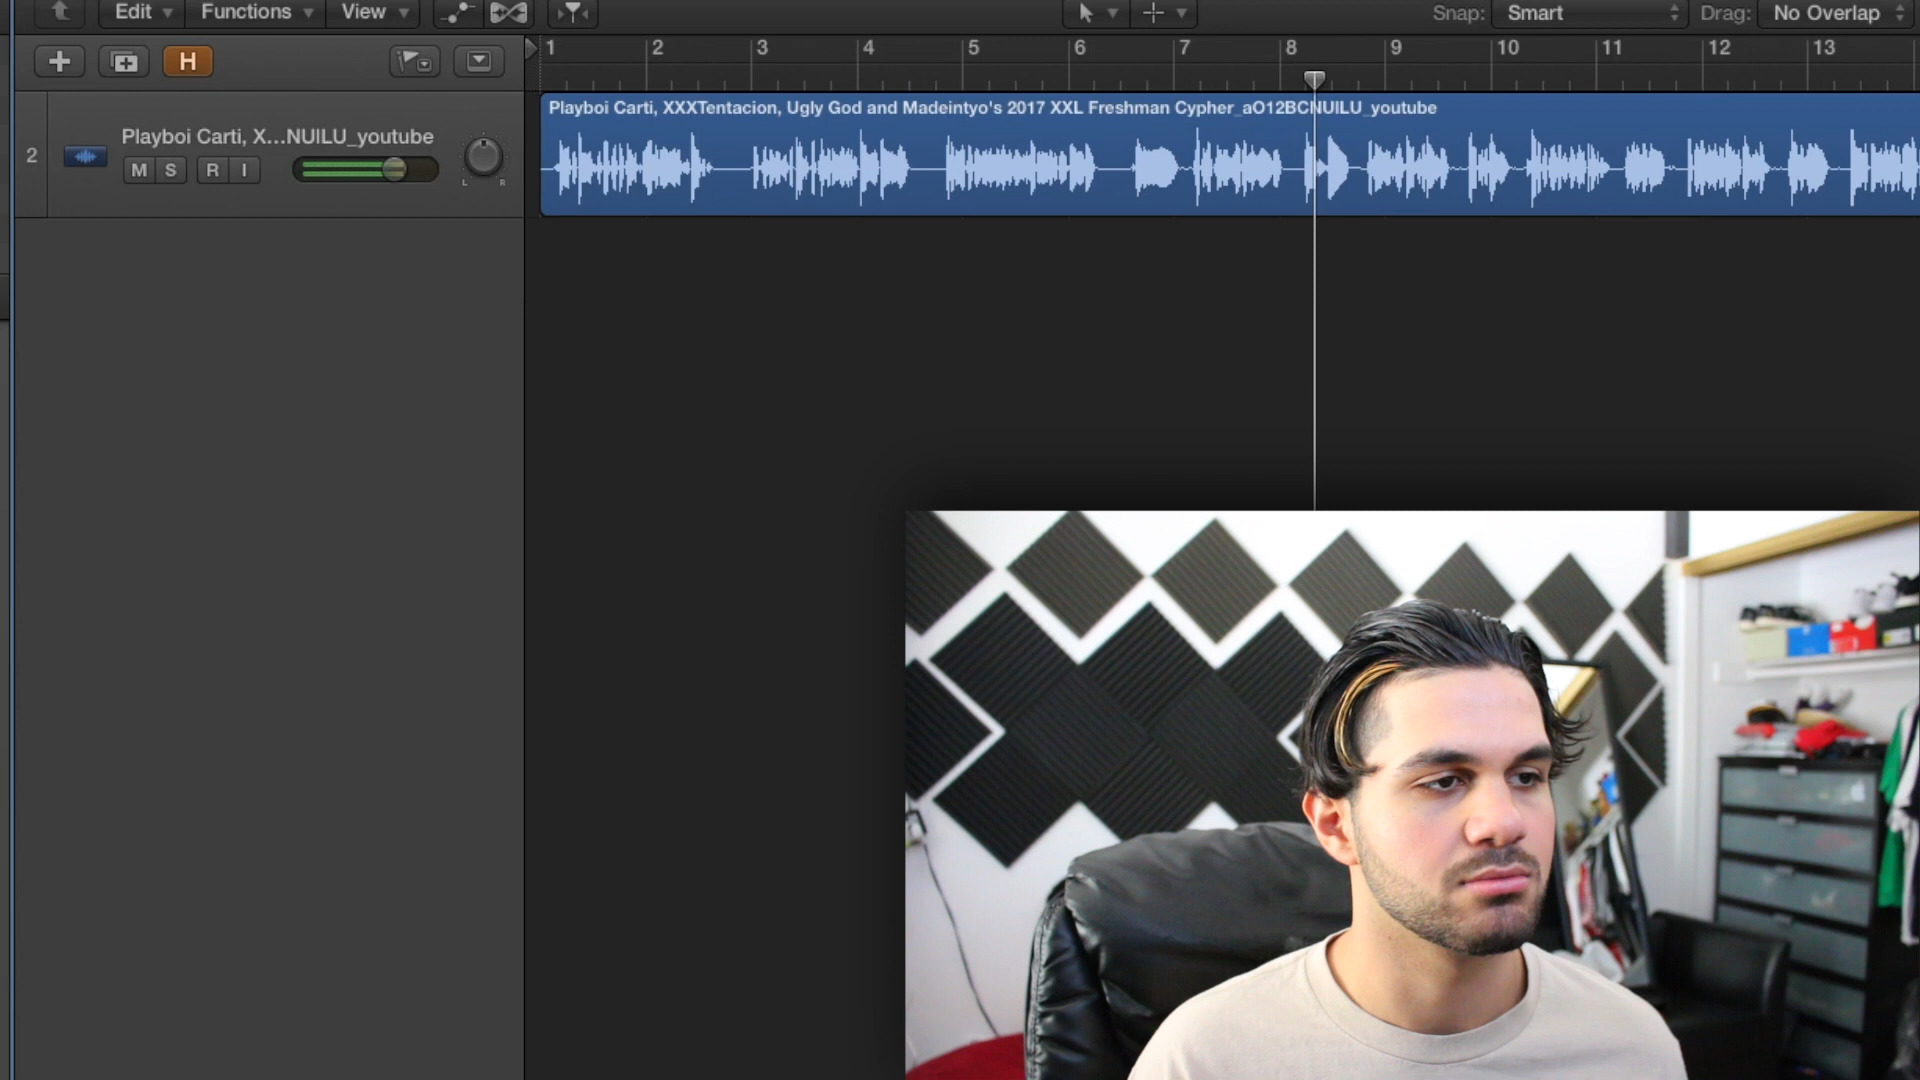 Edit Functions View Snap: Smart Drag: No Overlap
H 1 2 3 4 5 6 7 8 9 10 11 12 13
Playboi Carti, XXXTentacion, Ugly God and Madeintyo's 2017 XXL Freshman Cypher_aO12BCNUILU_youtube
Playboi Carti, X...NUILU_youtube
2 M S R I L R